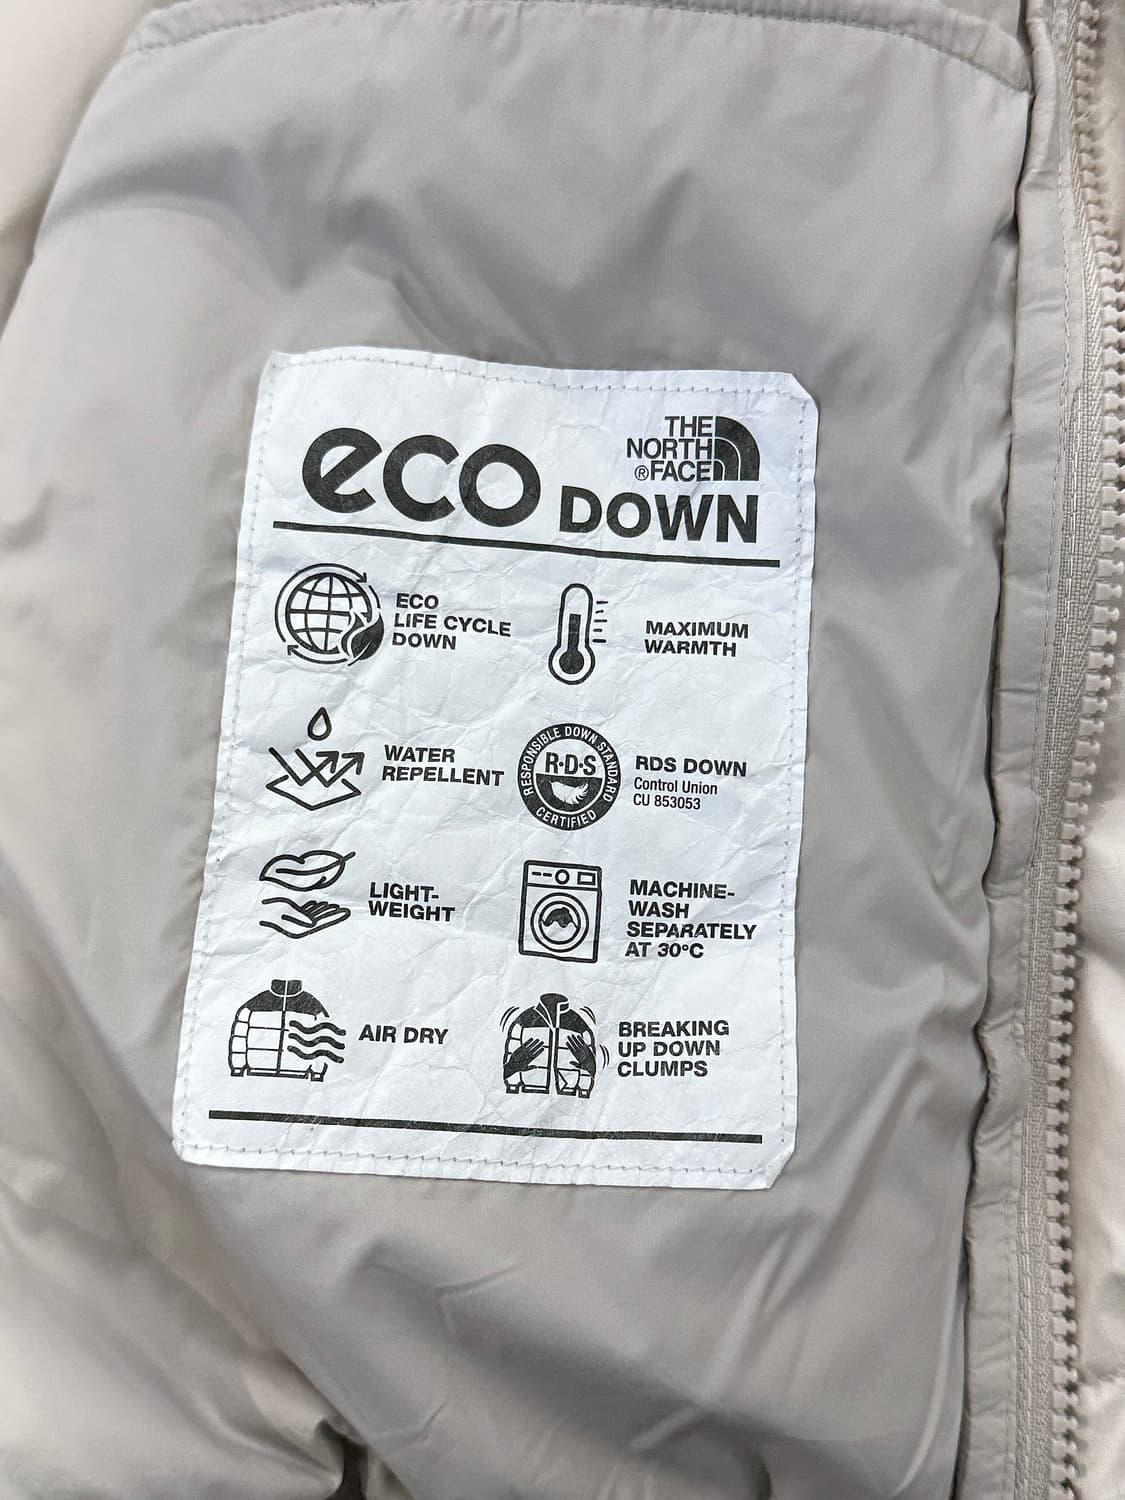 eco DOWN
THE
NORTH
®FACE
ECO
LIFE CYCLE
DOWN
MAXIMUM
WARMTH
WATER
REPELLENT
RESPONSIBLE DOWN STANDARD
R·D·S
CERTIFIED
RDS DOWN
Control Union
CU 853053
LIGHT-
WEIGHT
MACHINE-
WASH
SEPARATELY
AT 30°C
AIR DRY
BREAKING
UP DOWN
CLUMPS